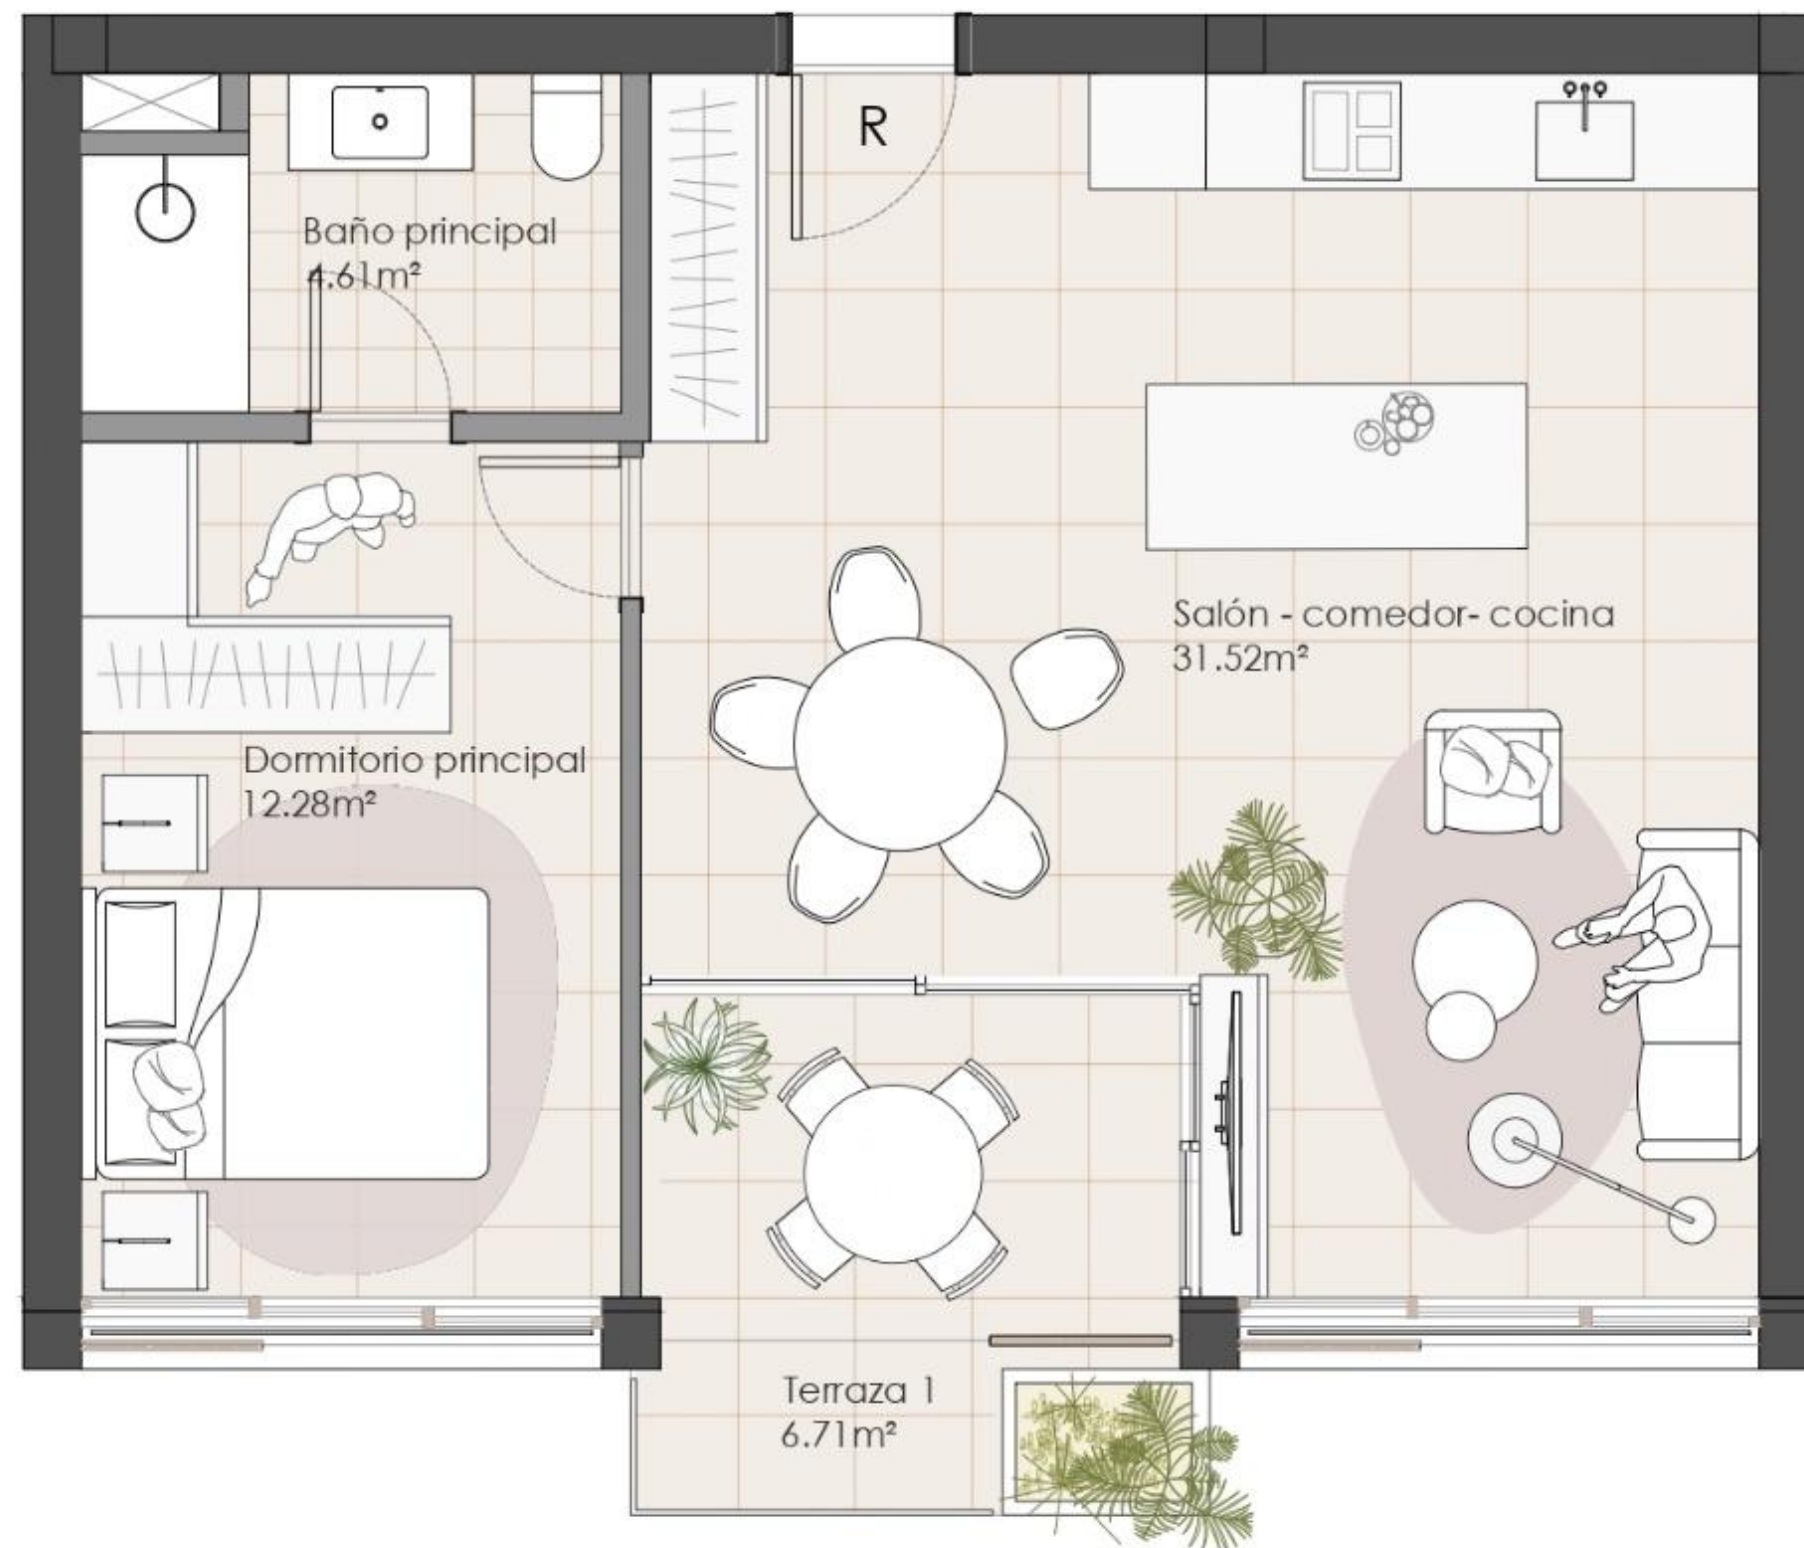 R
Baño principal
4.61m²
Salón - comedor- cocina
31.52m²
Dormitorio principal
12.28m²
Terraza 1
6.71m²